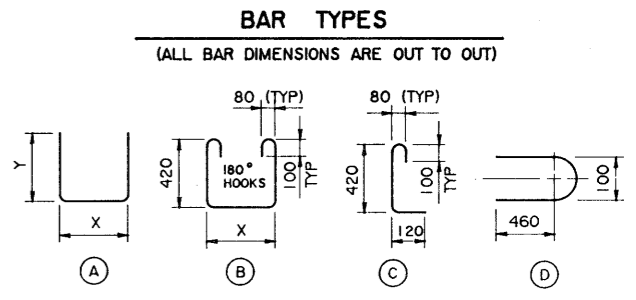 BAR TYPES
(ALL BAR DIMENSIONS ARE OUT TO OUT)
80 (TYP)
80 (TYP)
Y
X
420
180° HOOKS
100 TYP
X
420
100 TYP
120
460
100
A
B
C
D